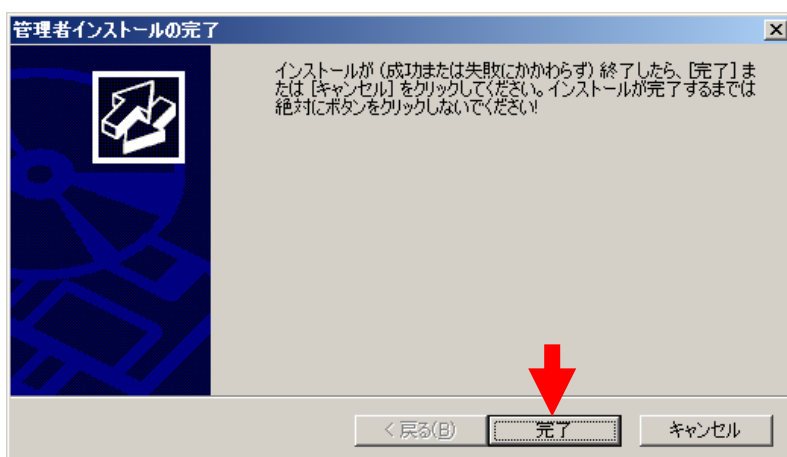 管理者インストールの完了
インストールが (成功または失敗にかかわらず) 終了したら、[完了] ま
たは [キャンセル] をクリックしてください。インストールが完了するまでは
絶対にボタンをクリックしないでください!
< 戻る(B) 完了 キャンセル